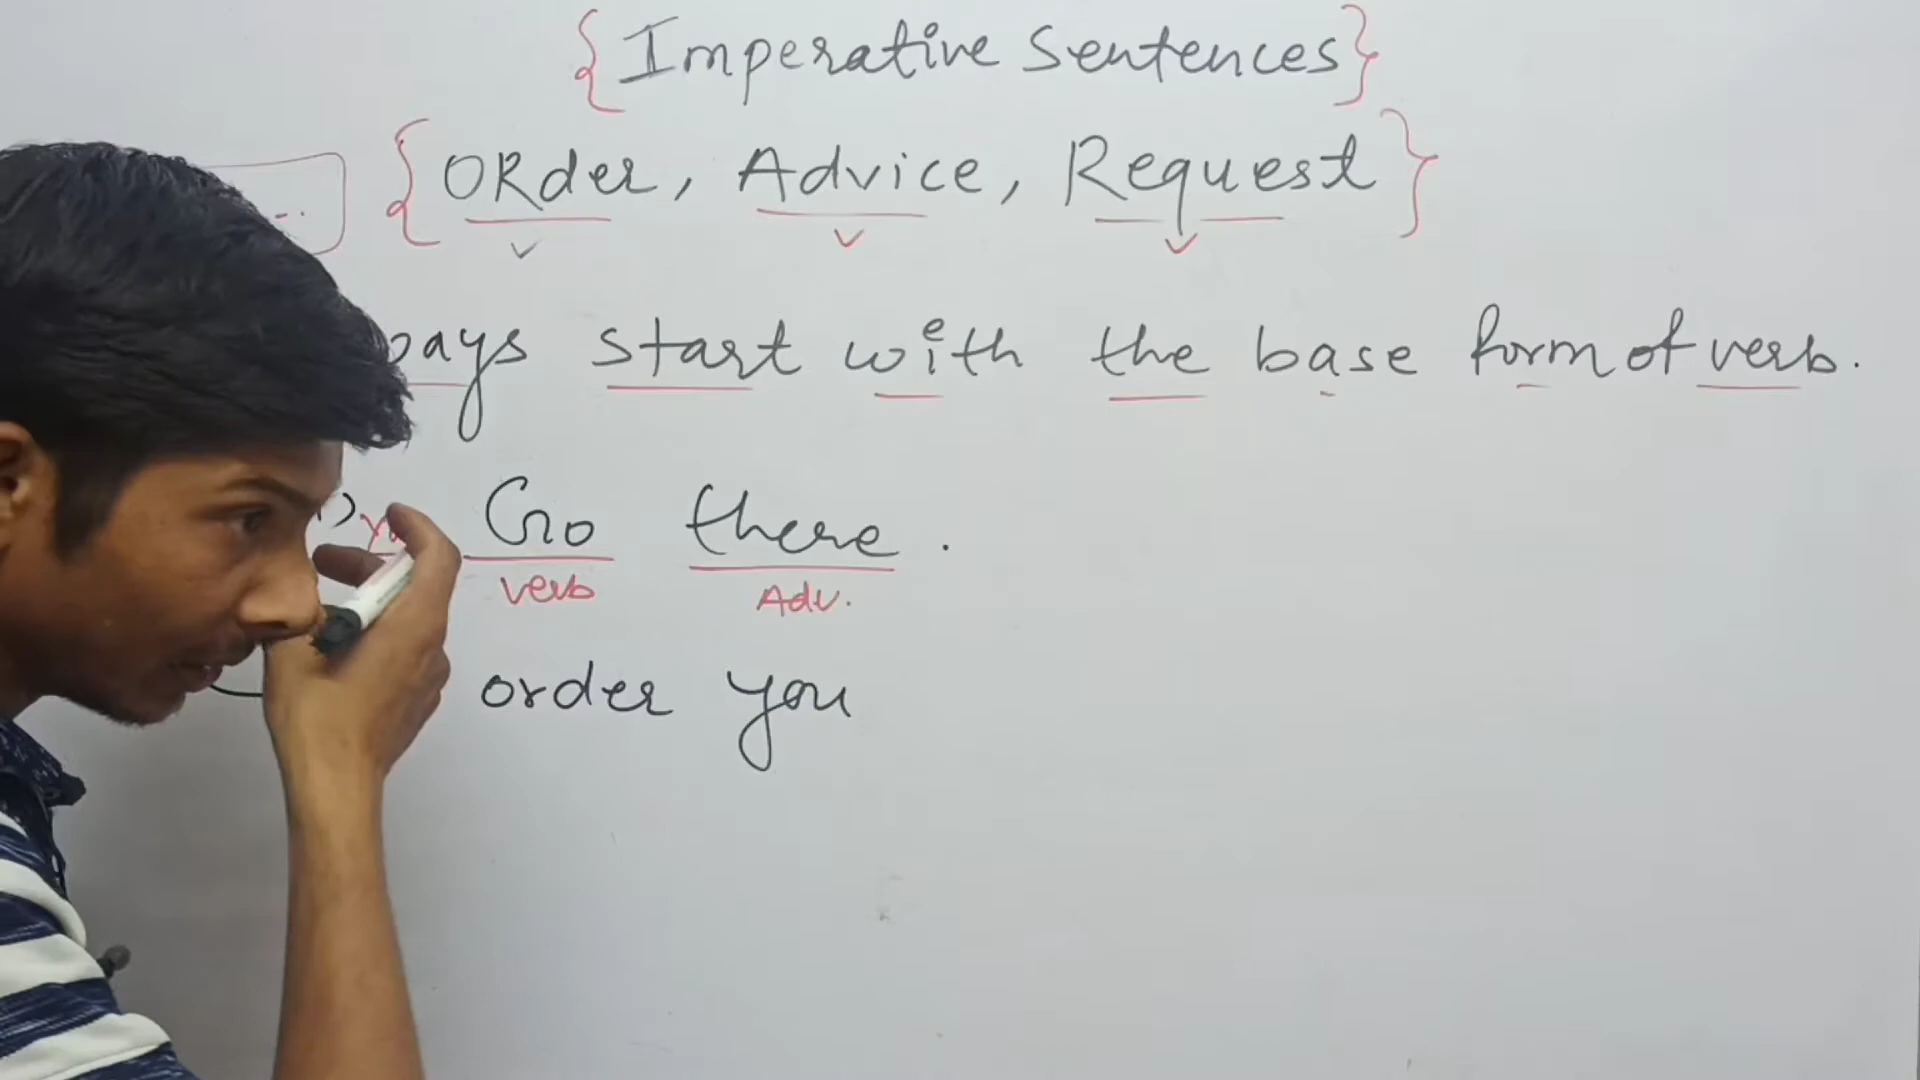 {Imperative Sentences}
{ORder, Advice, Request}
start with the base form of verb.
Go there.
verb Adv.
order you